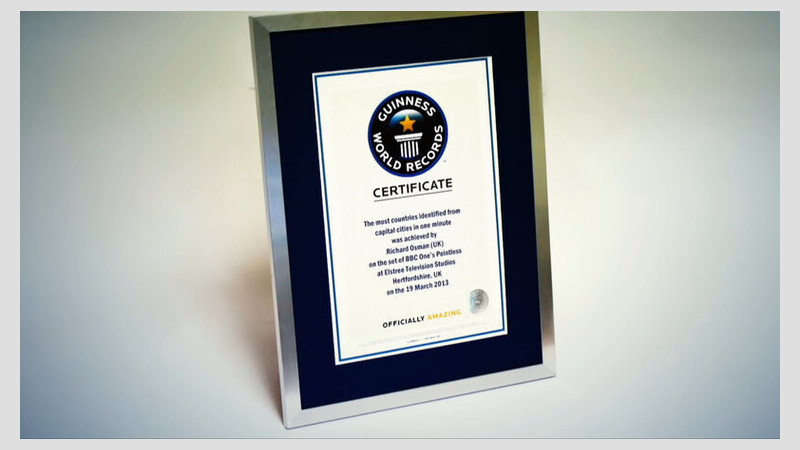 GUINNESS
WORLD RECORDS
CERTIFICATE
The most countries identified from
capital cities in one minute
was achieved by
Richard Osman (UK)
on the set of BBC One's Pointless
at Elstree Television Studios
Hertfordshire, UK
on the 19 March 2013
OFFICIALLY AMAZING